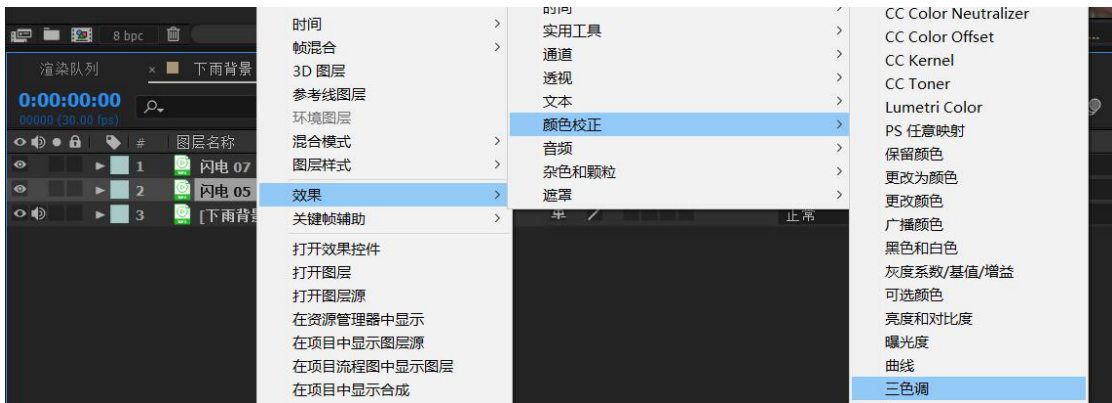 8 bpc
渲染队列
× 下雨背景
0:00:00:00
00000 (30.00 fps)
# 图层名称
1 闪电 07
2 闪电 05
3 [下雨背景
时间
帧混合
3D 图层
参考线图层
环境图层
混合模式
图层样式
效果
关键帧辅助
打开效果控件
打开图层
打开图层源
在资源管理器中显示
在项目中显示图层源
在项目流程图中显示图层
在项目中显示合成
时间
实用工具
通道
透视
文本
颜色校正
音频
杂色和颗粒
遮罩
单
正常
CC Color Neutralizer
CC Color Offset
CC Kernel
CC Toner
Lumetri Color
PS 任意映射
保留颜色
更改为颜色
更改颜色
广播颜色
黑色和白色
灰度系数/基值/增益
可选颜色
亮度和对比度
曝光度
曲线
三色调
...